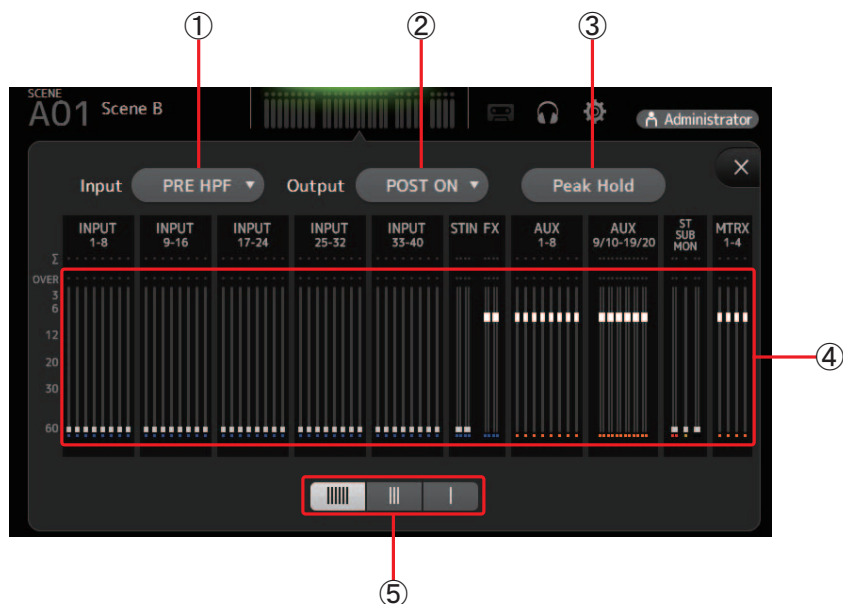 ① ② ③
SCENE
A01 Scene B
Administrator
Input PRE HPF ▼ Output POST ON ▼ Peak Hold ×
INPUT 1-8
INPUT 9-16
INPUT 17-24
INPUT 25-32
INPUT 33-40
STIN FX
AUX 1-8
AUX 9/10-19/20
ST SUB MON
MTRX 1-4
Σ
OVER
3
6
12
20
30
60
④
⑤